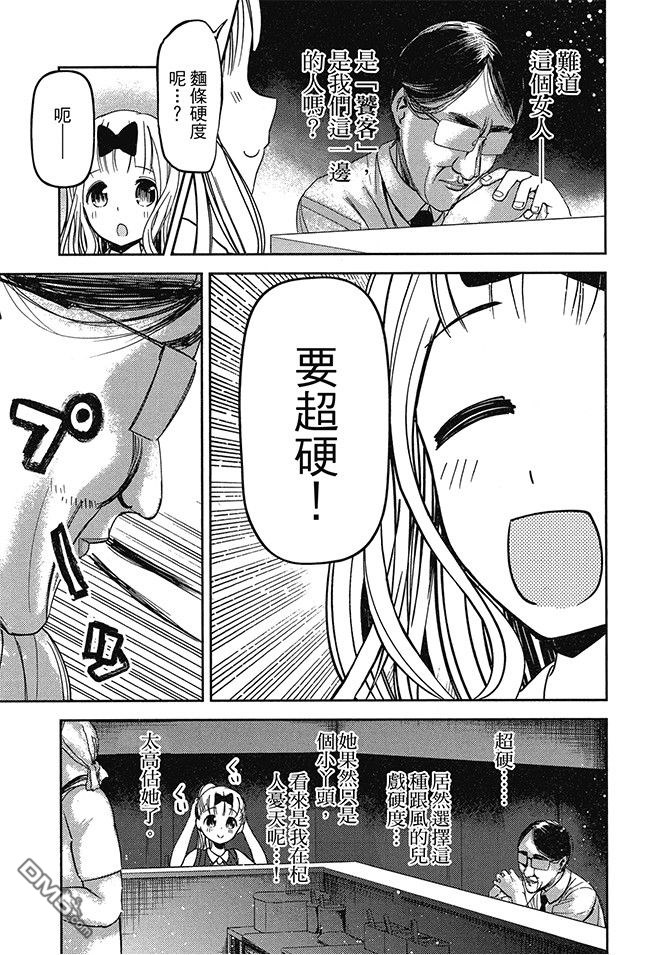 難道
這個女人──
是「饕客」，
是我們這一邊
的人嗎？
麵條硬度
呢…？
呃
──
要超硬！
ペ
超硬……
居然選擇這
種跟風的兒
戲硬度…
她果然只是
個小丫頭，
看來是我在杞
人憂天呢…！
くい
くい
太高估她了。
DM5.com